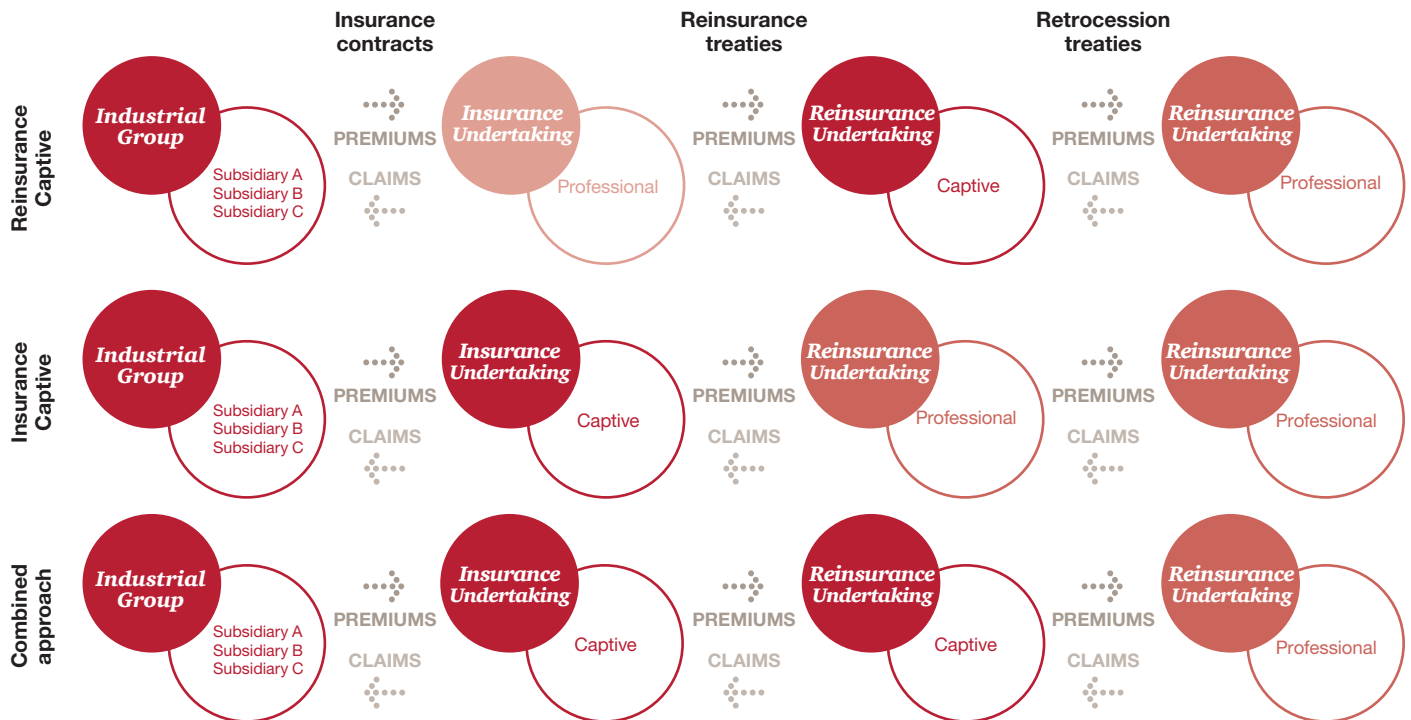 Insurance
contracts
Reinsurance
treaties
Retrocession
treaties
Reinsurance
Captive
Industrial
Group
Subsidiary A
Subsidiary B
Subsidiary C
PREMIUMS
CLAIMS
Insurance
Undertaking
Professional
PREMIUMS
CLAIMS
Reinsurance
Undertaking
Captive
PREMIUMS
CLAIMS
Reinsurance
Undertaking
Professional
Insurance
Captive
Industrial
Group
Subsidiary A
Subsidiary B
Subsidiary C
PREMIUMS
CLAIMS
Insurance
Undertaking
Captive
PREMIUMS
CLAIMS
Reinsurance
Undertaking
Professional
PREMIUMS
CLAIMS
Reinsurance
Undertaking
Professional
Combined
approach
Industrial
Group
Subsidiary A
Subsidiary B
Subsidiary C
PREMIUMS
CLAIMS
Insurance
Undertaking
Captive
PREMIUMS
CLAIMS
Reinsurance
Undertaking
Captive
PREMIUMS
CLAIMS
Reinsurance
Undertaking
Professional